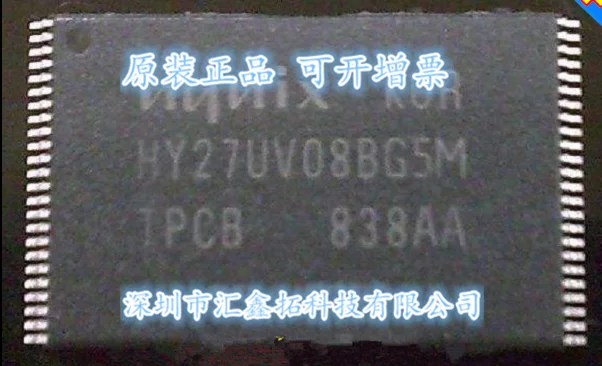 原装正品 可开增票
hynix KOR
HY27UV08BG5M
TPCB 838AA
深圳市汇鑫拓科技有限公司